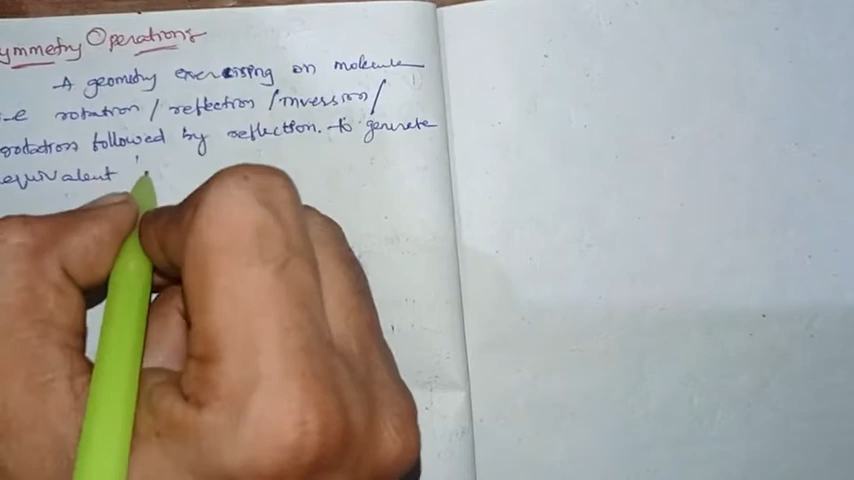 ymmetry Operations
A geometry exercising on molecule
i.e rotation / reflection / inversion /
rotation followed by reflection. to generate
equivalent